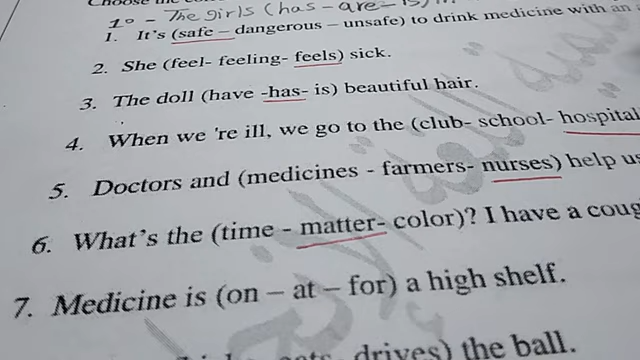 1° - The girls (has - are - is) in
1. It's (safe – dangerous – unsafe) to drink medicine with an
2. She (feel- feeling- feels) sick.
3. The doll (have -has- is) beautiful hair.
4. When we 're ill, we go to the (club- school- hospital
5. Doctors and (medicines - farmers- nurses) help us
6. What's the (time - matter- color)? I have a coug
7. Medicine is (on – at – for) a high shelf.
drives) the ball.